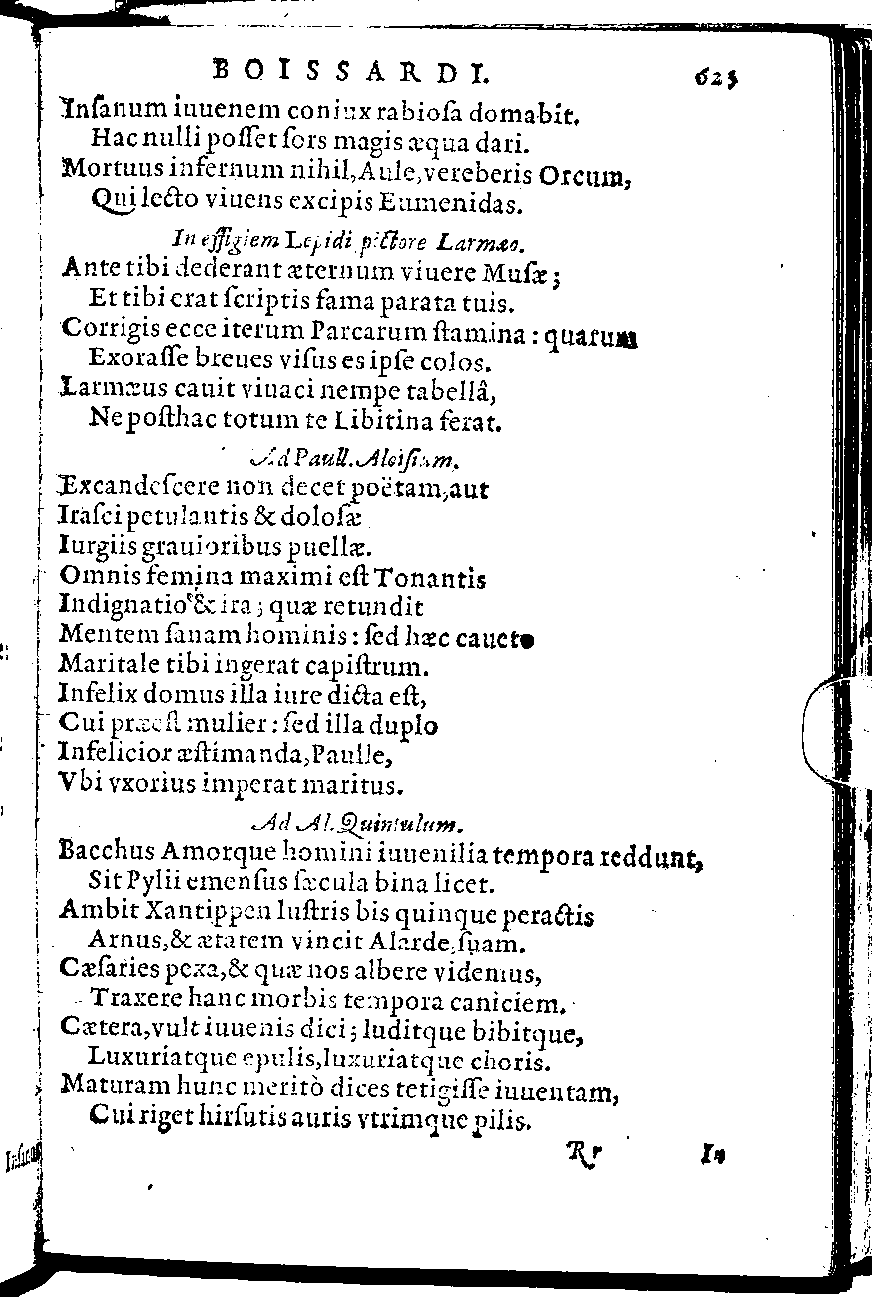 BOISSARDI. 625
Inſanum iuuenem coniux rabioſa domabit.
Hac nulli poſſet ſors magis æqua dari.
Mortuus infernum nihil, Aule, vereberis Orcum,
Qui lecto viuens excipis Eumenidas.
In effigiem Lepidi pictore Larmæo.
Ante tibi dederant æternum viuere Muſæ;
Et tibi erat ſcriptis fama parata tuis.
Corrigis ecce iterum Parcarum ſtamina: quarum
Exoraſſe breues viſus es ipſe colos.
Larmæus cauit viuaci nempe tabellâ,
Ne poſthac totum te Libitina ferat.
Ad Paull. Aloiſium.
Excandeſcere non decet poëtam, aut
Iraſci petulantis & doloſæ
Iurgiis grauioribus puellæ.
Omnis femina maximi eſt Tonantis
Indignatio & ira; quæ retundit
Mentem ſanam hominis: ſed hæc caueto
Maritale tibi ingerat capiſtrum.
Infelix domus illa iure dicta eſt,
Cui præeſt mulier: ſed illa duplo
Infelicior æſtimanda, Paulle,
Vbi vxorius imperat maritus.
Ad Al. Quintulum.
Bacchus Amorque homini iuuenilia tempora reddunt,
Sit Pylii emenſus ſæcula bina licet.
Ambit Xantippen luſtris bis quinque peractis
Arnus, & ætatem vincit Alarde, ſuam.
Cæſaries pexa, & quæ nos albere videmus,
Traxere hanc morbis tempora caniciem.
Cætera, vult iuuenis dici; luditque bibitque,
Luxuriatque epulis, luxuriatque choris.
Maturam hunc meritò dices tetigiſſe iuuentam,
Cui riget hirſutis auris vtrimque pilis.
Rr In